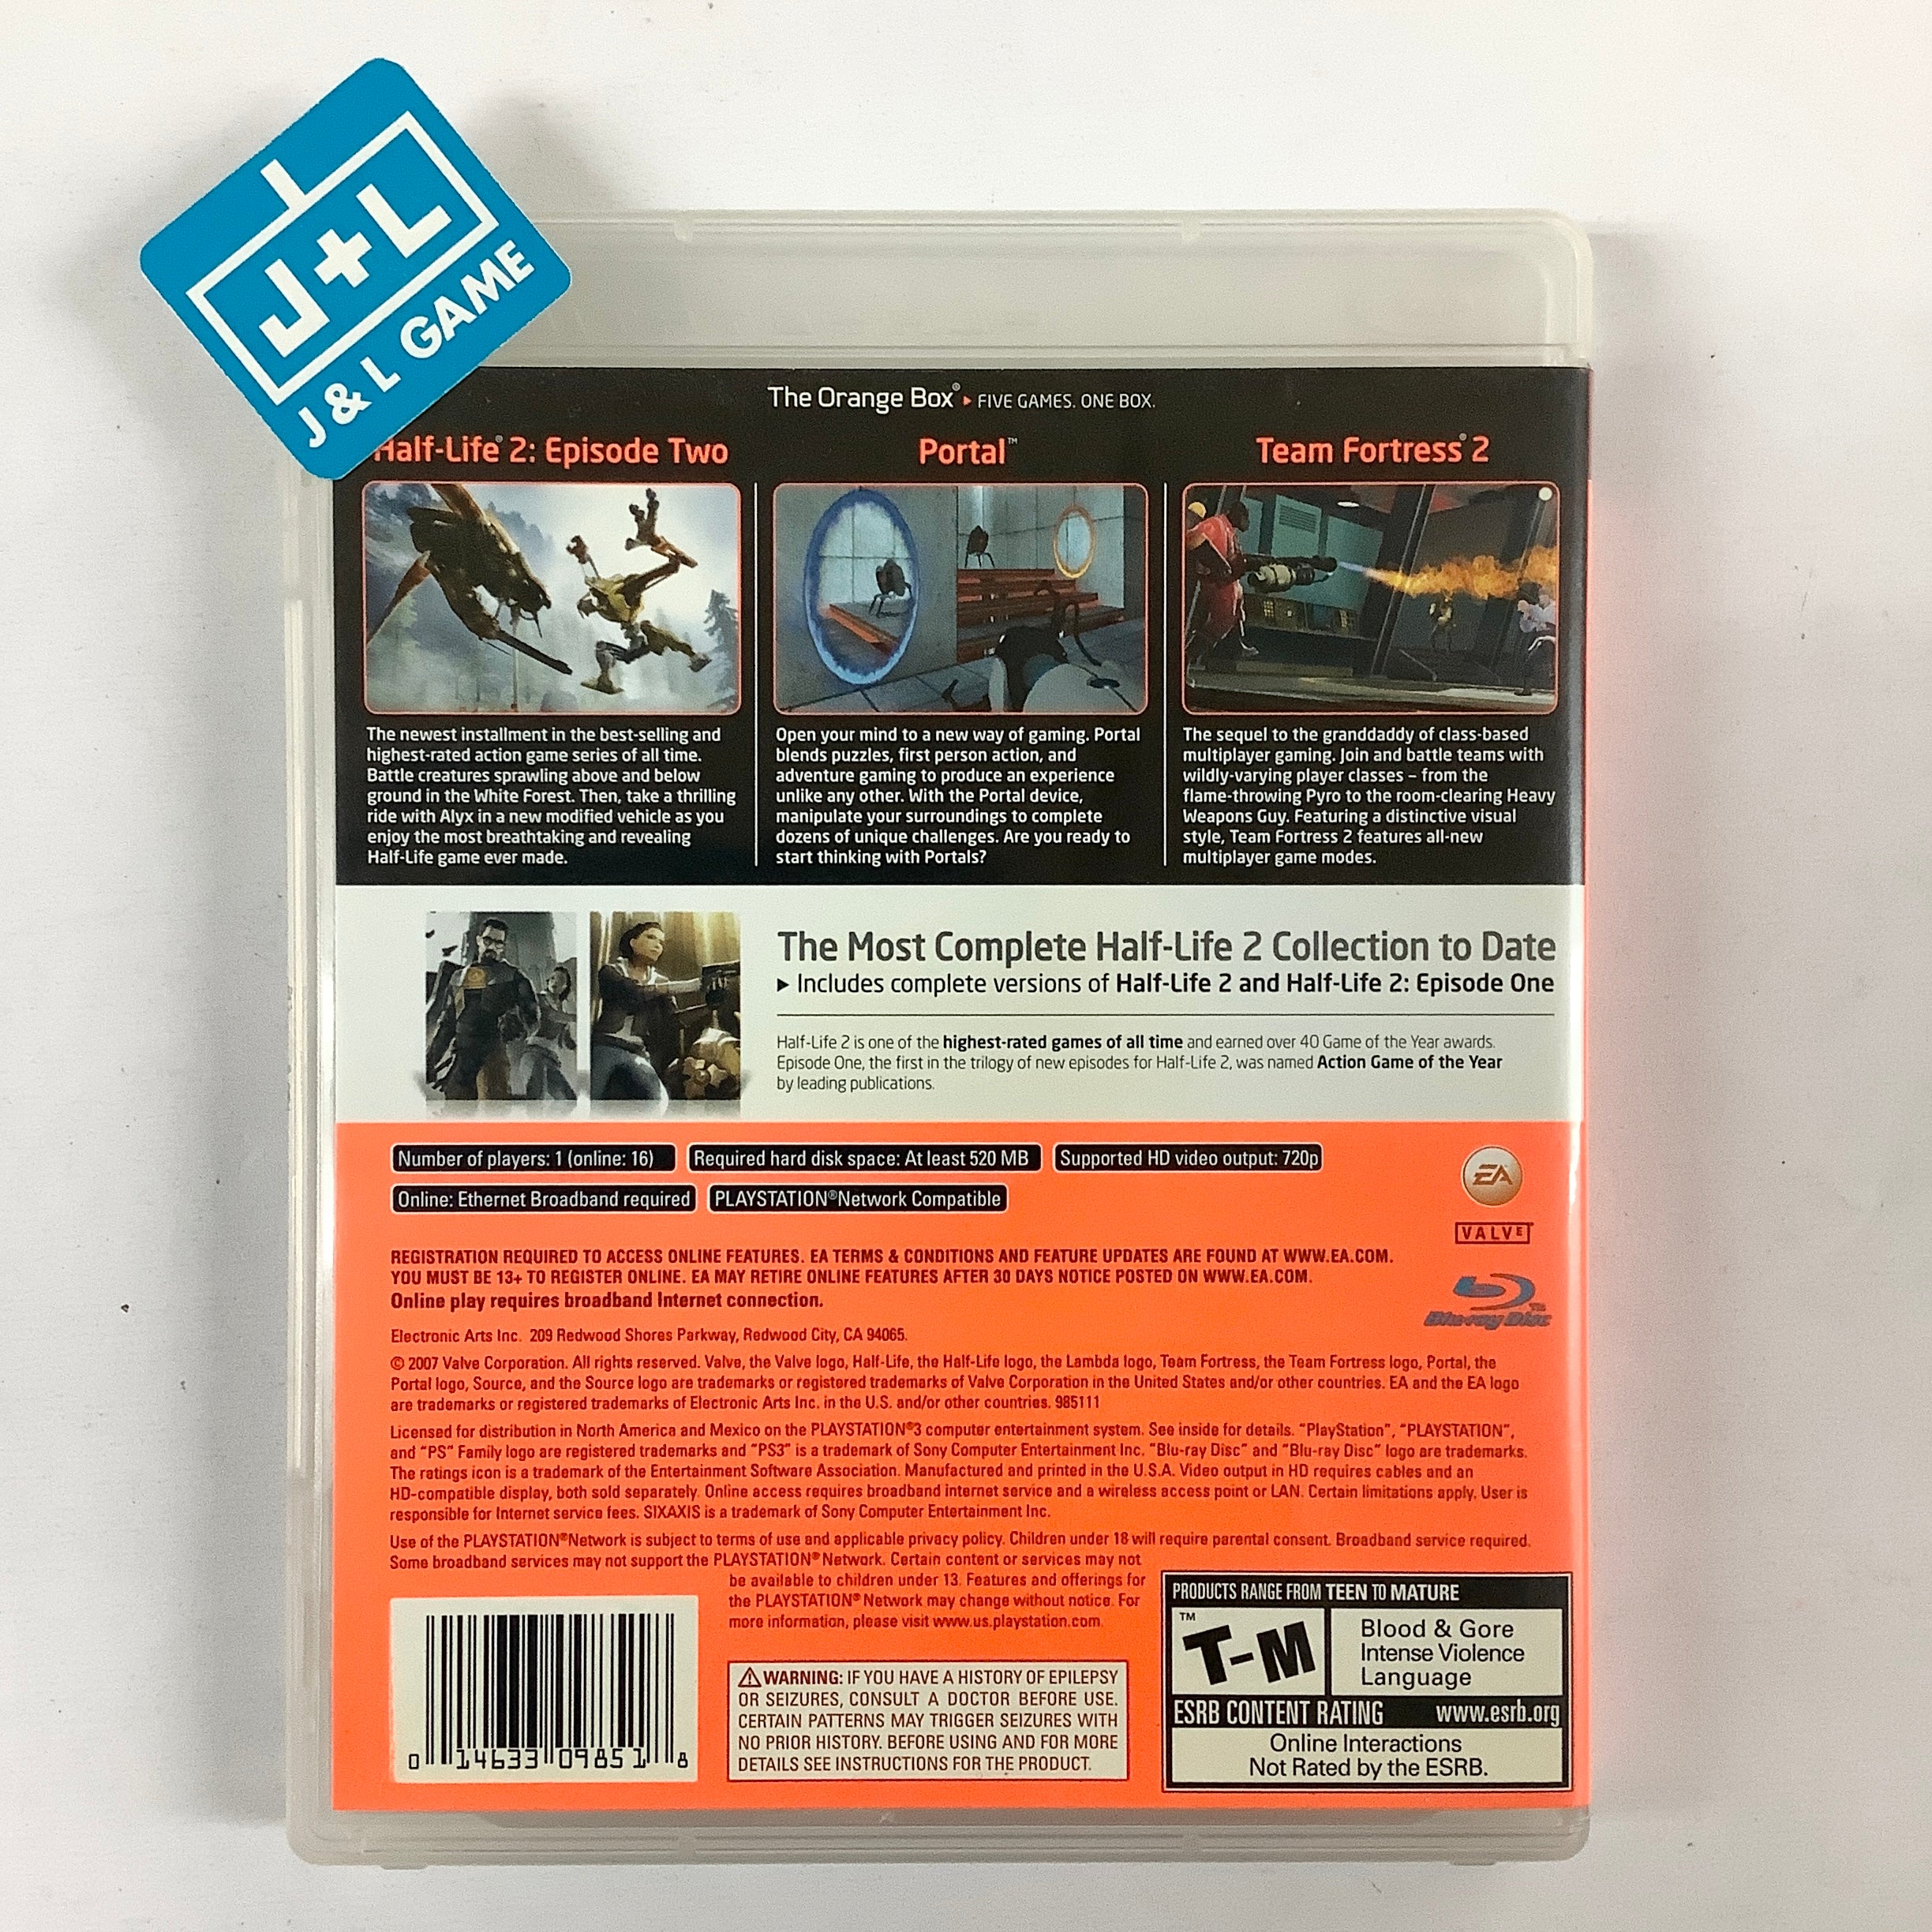 J+L
J & L GAME
The Orange Box® ▸ FIVE GAMES. ONE BOX.
Half-Life® 2: Episode Two
The newest installment in the best-selling and
highest-rated action game series of all time.
Battle creatures sprawling above and below
ground in the White Forest. Then, take a thrilling
ride with Alyx in a new modified vehicle as you
enjoy the most breathtaking and revealing
Half-Life game ever made.
Portal™
Open your mind to a new way of gaming. Portal
blends puzzles, first person action, and
adventure gaming to produce an experience
unlike any other. With the Portal device,
manipulate your surroundings to complete
dozens of unique challenges. Are you ready to
start thinking with Portals?
Team Fortress® 2
The sequel to the granddaddy of class-based
multiplayer gaming. Join and battle teams with
wildly-varying player classes – from the
flame-throwing Pyro to the room-clearing Heavy
Weapons Guy. Featuring a distinctive visual
style, Team Fortress 2 features all-new
multiplayer game modes.
The Most Complete Half-Life 2 Collection to Date
▸ Includes complete versions of Half-Life 2 and Half-Life 2: Episode One
Half-Life 2 is one of the highest-rated games of all time and earned over 40 Game of the Year awards.
Episode One, the first in the trilogy of new episodes for Half-Life 2, was named Action Game of the Year
by leading publications.
Number of players: 1 (online: 16) Required hard disk space: At least 520 MB Supported HD video output: 720p
Online: Ethernet Broadband required PLAYSTATION®Network Compatible
EA
VALVE
Blu-ray Disc™
REGISTRATION REQUIRED TO ACCESS ONLINE FEATURES. EA TERMS & CONDITIONS AND FEATURE UPDATES ARE FOUND AT WWW.EA.COM.
YOU MUST BE 13+ TO REGISTER ONLINE. EA MAY RETIRE ONLINE FEATURES AFTER 30 DAYS NOTICE POSTED ON WWW.EA.COM.
Online play requires broadband Internet connection.
Electronic Arts Inc. 209 Redwood Shores Parkway, Redwood City, CA 94065.
© 2007 Valve Corporation. All rights reserved. Valve, the Valve logo, Half-Life, the Half-Life logo, the Lambda logo, Team Fortress, the Team Fortress logo, Portal, the
Portal logo, Source, and the Source logo are trademarks or registered trademarks of Valve Corporation in the United States and/or other countries. EA and the EA logo
are trademarks or registered trademarks of Electronic Arts Inc. in the U.S. and/or other countries. 985111
Licensed for distribution in North America and Mexico on the PLAYSTATION®3 computer entertainment system. See inside for details. "PlayStation", "PLAYSTATION",
and "PS" Family logo are registered trademarks and "PS3" is a trademark of Sony Computer Entertainment Inc. "Blu-ray Disc" and "Blu-ray Disc" logo are trademarks.
The ratings icon is a trademark of the Entertainment Software Association. Manufactured and printed in the U.S.A. Video output in HD requires cables and an
HD-compatible display, both sold separately. Online access requires broadband internet service and a wireless access point or LAN. Certain limitations apply. User is
responsible for Internet service fees. SIXAXIS is a trademark of Sony Computer Entertainment Inc.
Use of the PLAYSTATION®Network is subject to terms of use and applicable privacy policy. Children under 18 will require parental consent. Broadband service required.
Some broadband services may not support the PLAYSTATION®Network. Certain content or services may not
be available to children under 13. Features and offerings for
the PLAYSTATION®Network may change without notice. For
more information, please visit www.us.playstation.com.
0 14633 09851 8
⚠WARNING: IF YOU HAVE A HISTORY OF EPILEPSY
OR SEIZURES, CONSULT A DOCTOR BEFORE USE.
CERTAIN PATTERNS MAY TRIGGER SEIZURES WITH
NO PRIOR HISTORY. BEFORE USING AND FOR MORE
DETAILS SEE INSTRUCTIONS FOR THE PRODUCT.
PRODUCTS RANGE FROM TEEN TO MATURE
™
T-M
Blood & Gore
Intense Violence
Language
ESRB CONTENT RATING www.esrb.org
Online Interactions
Not Rated by the ESRB.